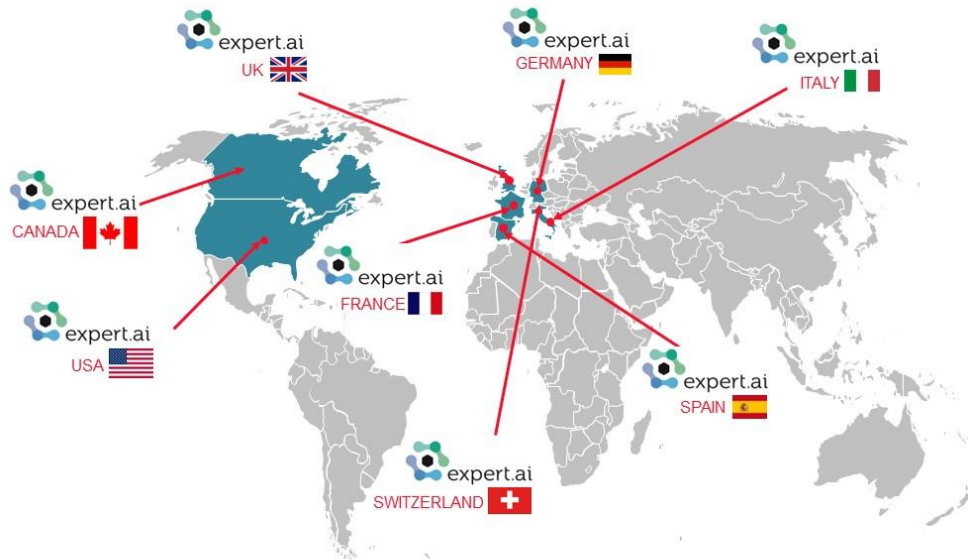 expert.ai
UK
expert.ai
GERMANY
expert.ai
ITALY
expert.ai
CANADA
expert.ai
FRANCE
expert.ai
USA
expert.ai
SPAIN
expert.ai
SWITZERLAND